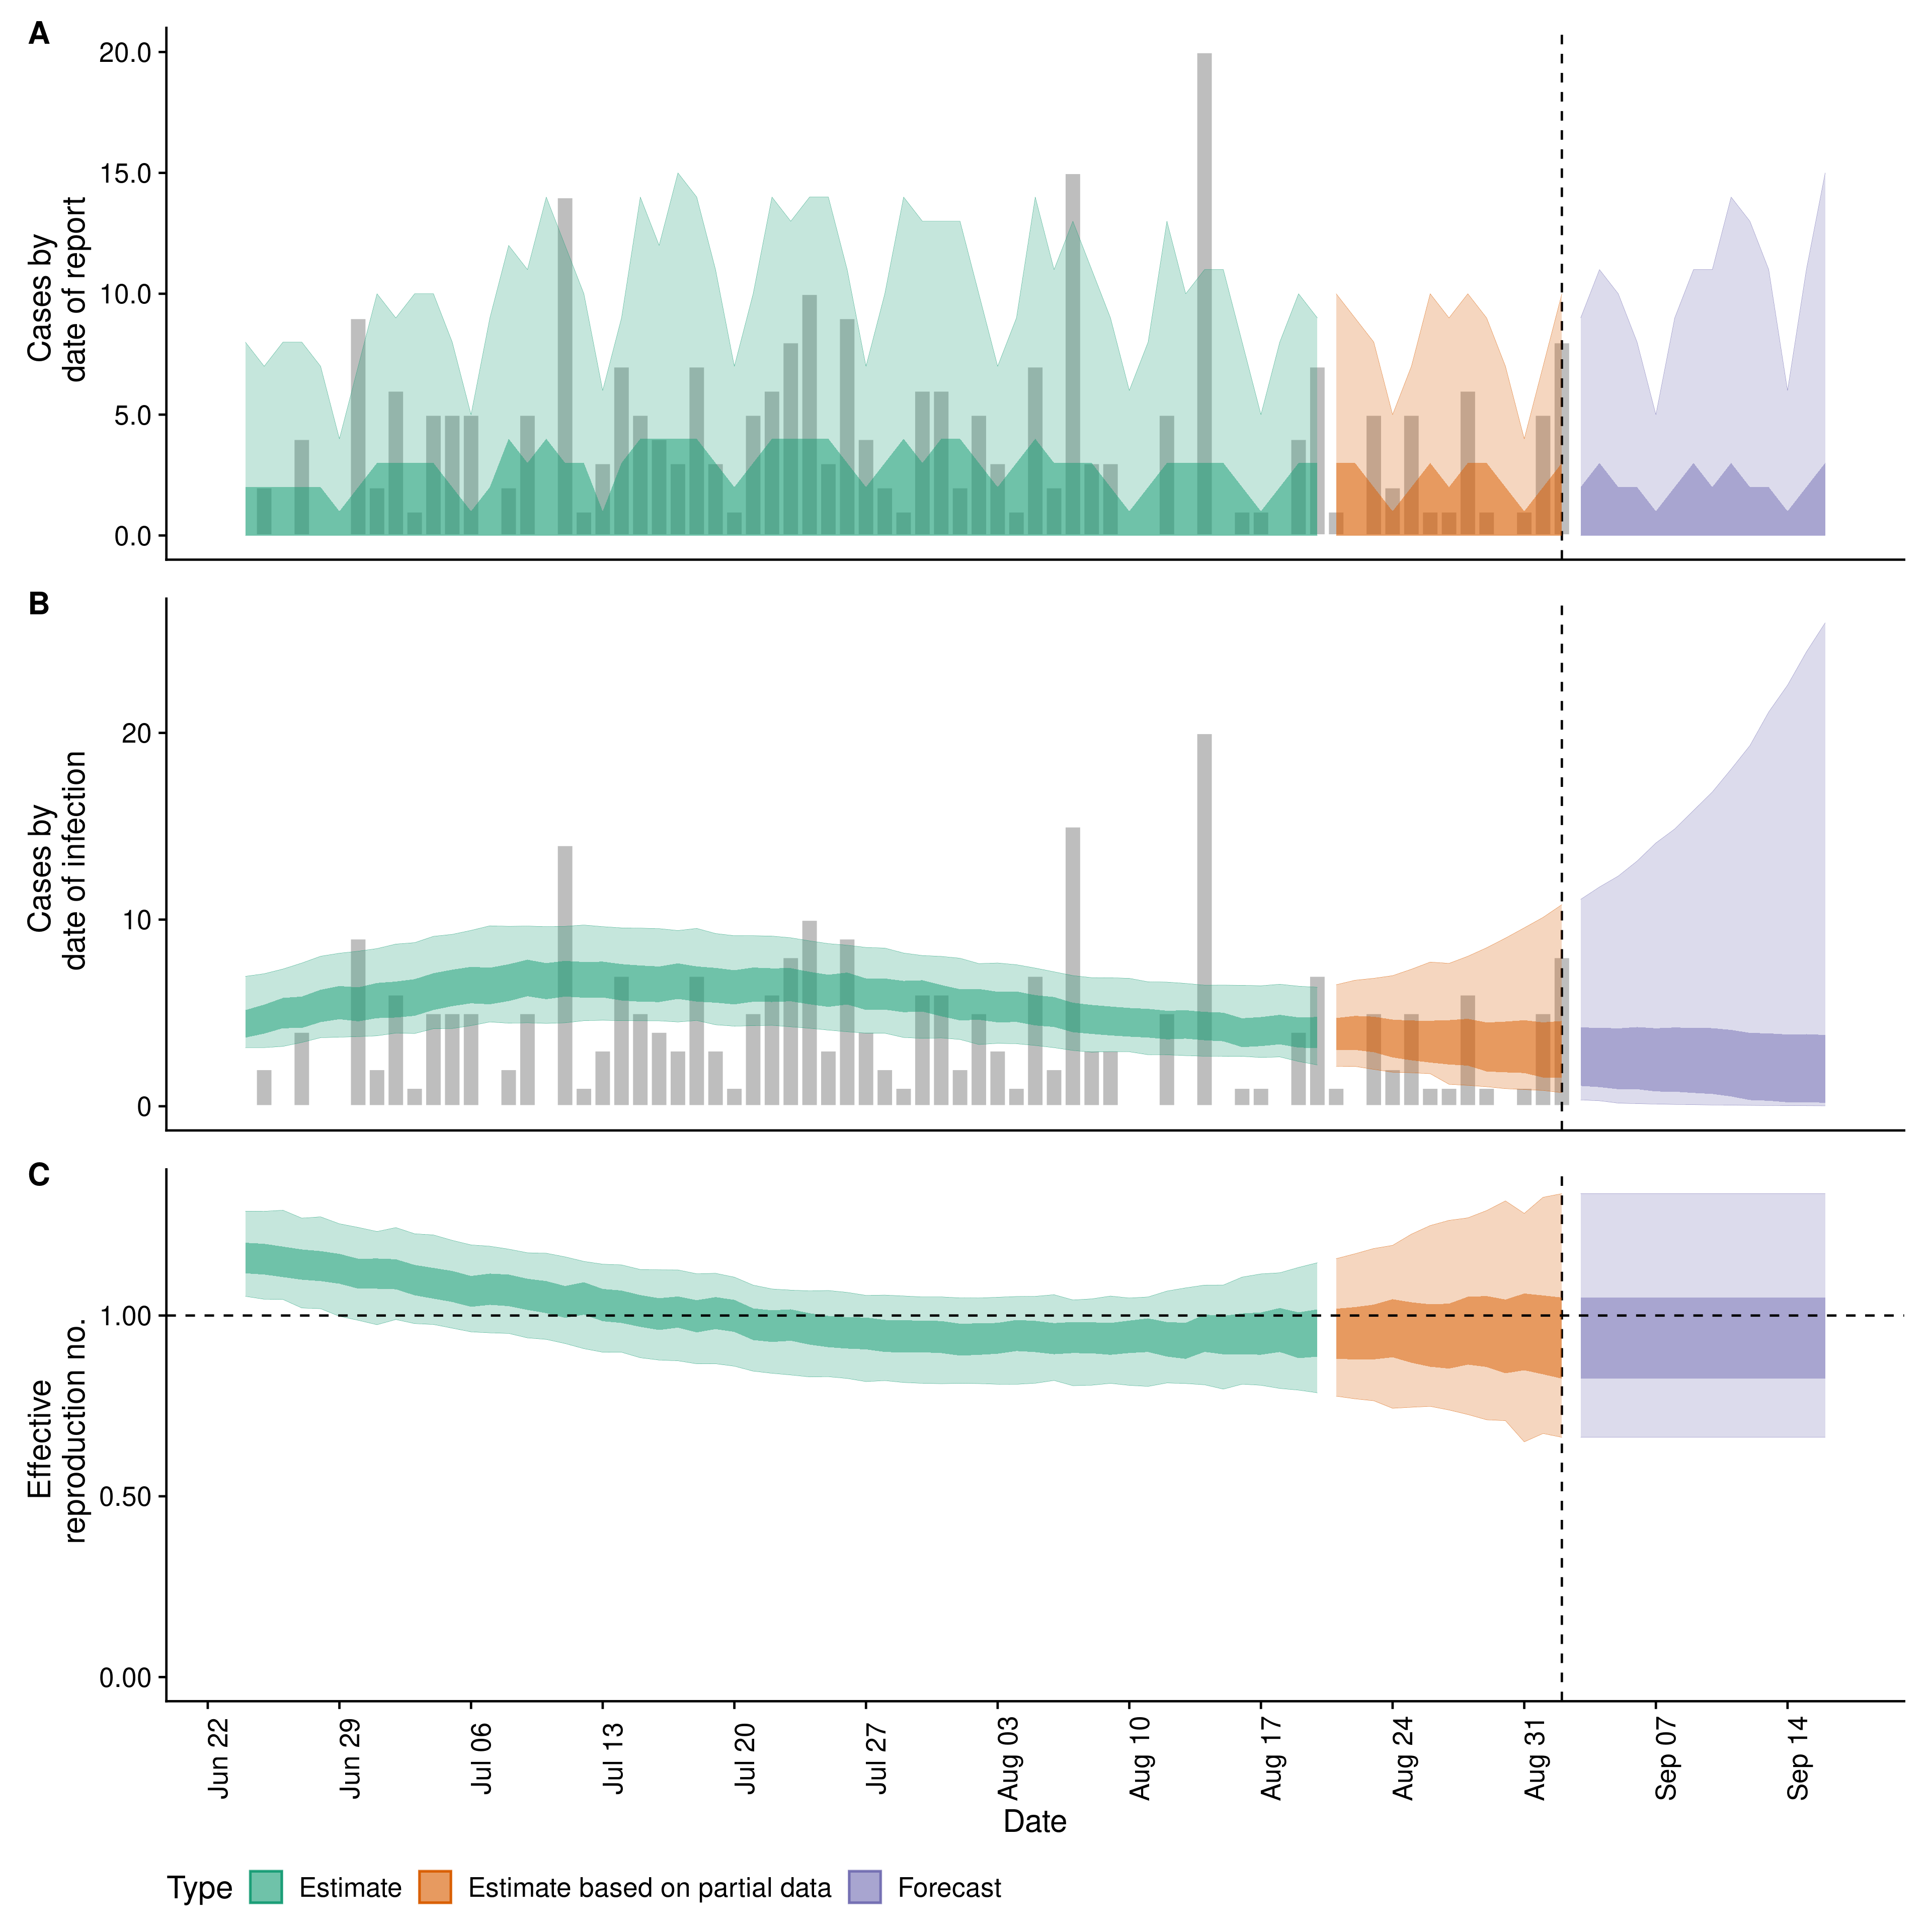 A
20.0
15.0
10.0
5.0
0.0
Cases by
date of report
B
20
10
0
Cases by
date of infection
C
1.00
0.50
0.00
Effective
reproduction no.
Jun 22
Jun 29
Jul 06
Jul 13
Jul 20
Jul 27
Aug 03
Aug 10
Aug 17
Aug 24
Aug 31
Sep 07
Sep 14
Date
Type Estimate Estimate based on partial data Forecast